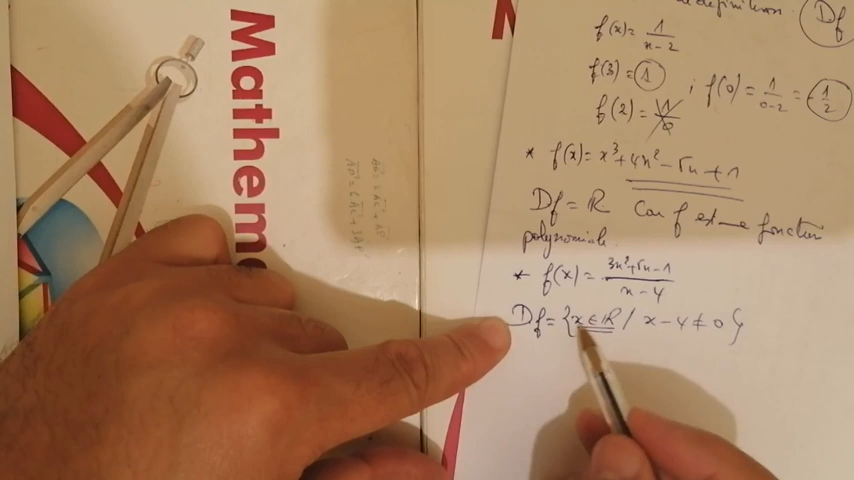 Mathem
Df
f(x) = 1/(x-2)
f(3) = 1 ; f(0) = 1/(0-2) = -1/2
f(2) = 1/0
* f(x) = x³ + 4x² - 5x + 1
Df = ℝ Car f est une fonction
polynomiale.
* f(x) = (3x²+5x-1)/(x-4)
Df = {x ∈ ℝ / x - 4 ≠ 0}